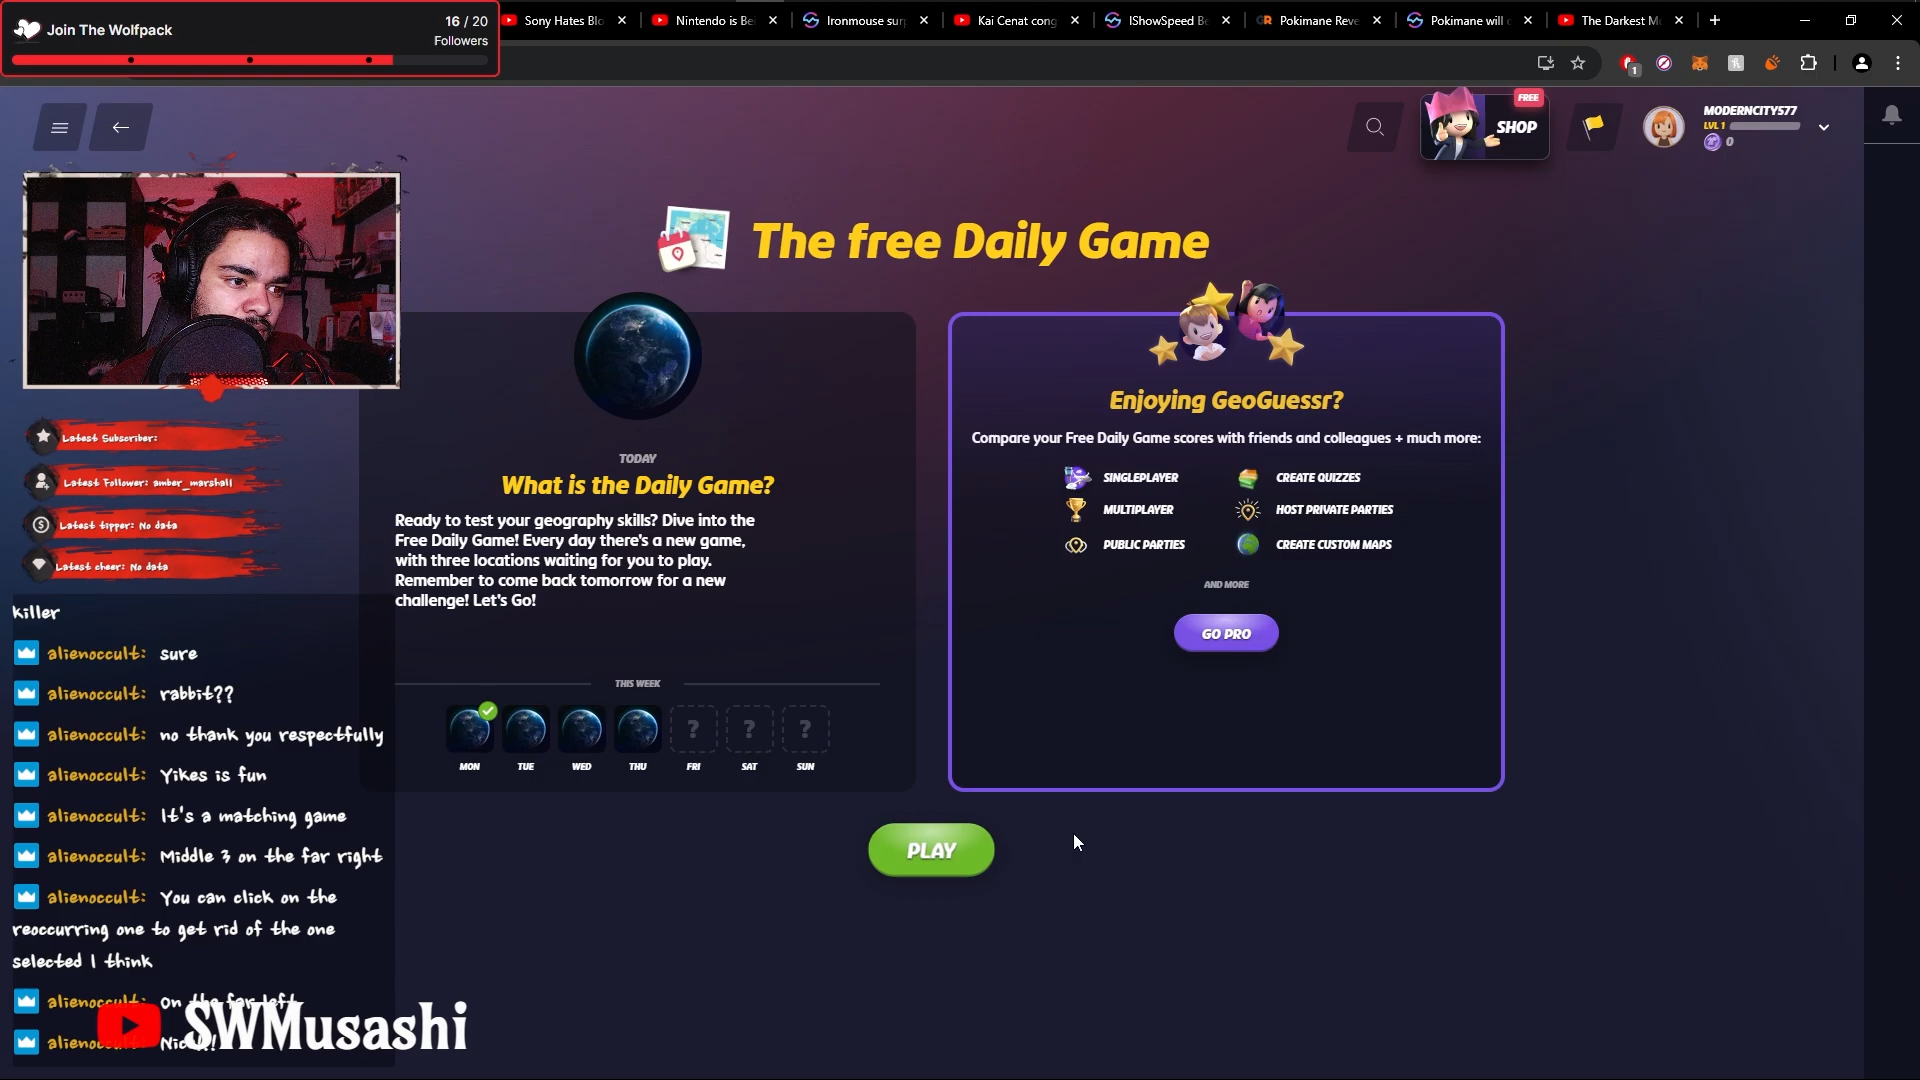 Join The Wolfpack
16 / 20
Followers
Sony Hates Blo
Nintendo is Bei
Ironmouse sur
Kai Cenat cong
IShowSpeed Be
Pokimane Reve
Pokimane will
The Darkest M
1
FREE
SHOP
MODERNCITY577
LVL 1
0
The free Daily Game
TODAY
What is the Daily Game?
Ready to test your geography skills? Dive into the
Free Daily Game! Every day there's a new game,
with three locations waiting for you to play.
Remember to come back tomorrow for a new
challenge! Let's Go!
THIS WEEK
? ? ?
MON TUE WED THU FRI SAT SUN
Enjoying GeoGuessr?
Compare your Free Daily Game scores with friends and colleagues + much more:
SINGLEPLAYER
CREATE QUIZZES
MULTIPLAYER
HOST PRIVATE PARTIES
PUBLIC PARTIES
CREATE CUSTOM MAPS
AND MORE
GO PRO
PLAY
Latest Subscriber:
Latest Follower: amber_marshall
Latest tipper: No data
Latest cheer: No data
killer
alienoccult: sure
alienoccult: rabbit??
alienoccult: no thank you respectfully
alienoccult: Yikes is fun
alienoccult: It's a matching game
alienoccult: Middle 3 on the far right
alienoccult: You can click on the
reoccurring one to get rid of the one
selected I think
alienoccult: on the far left
SWMusashi